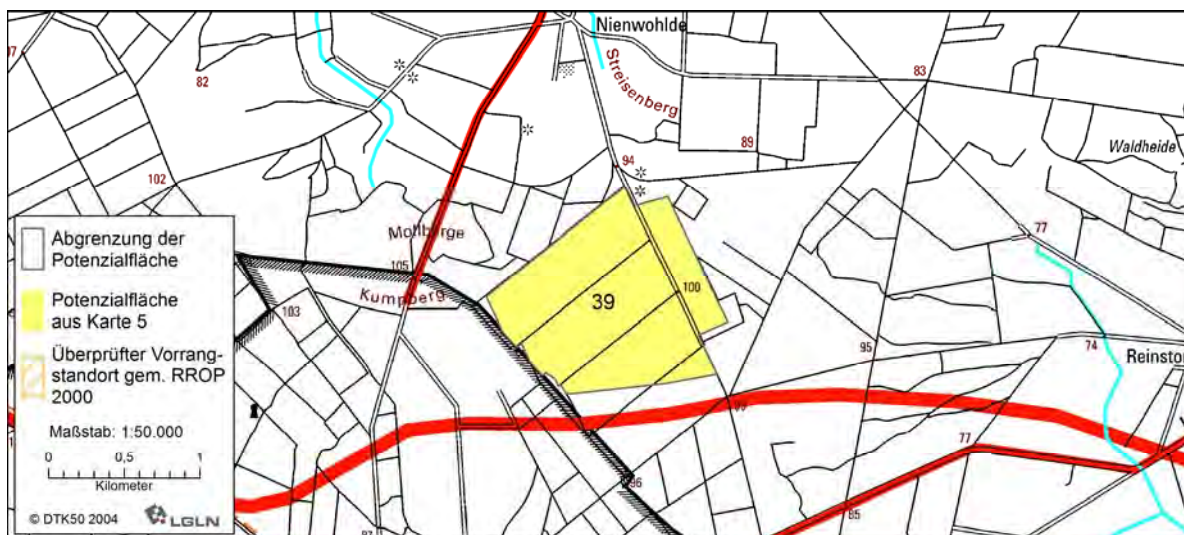 Nienwohlde
Streisenberg
82
83
89
Waldheide
94
102
77
Mollberge
105
Kumpberg
103
100
39
95
74
99
77
96
85
Abgrenzung der
Potenzialfläche
Potenzialfläche
aus Karte 5
Überprüfter Vorrang-
standort gem. RROP
2000
Maßstab: 1:50.000
0 0,5 1
Kilometer
© DTK50 2004 LGLN